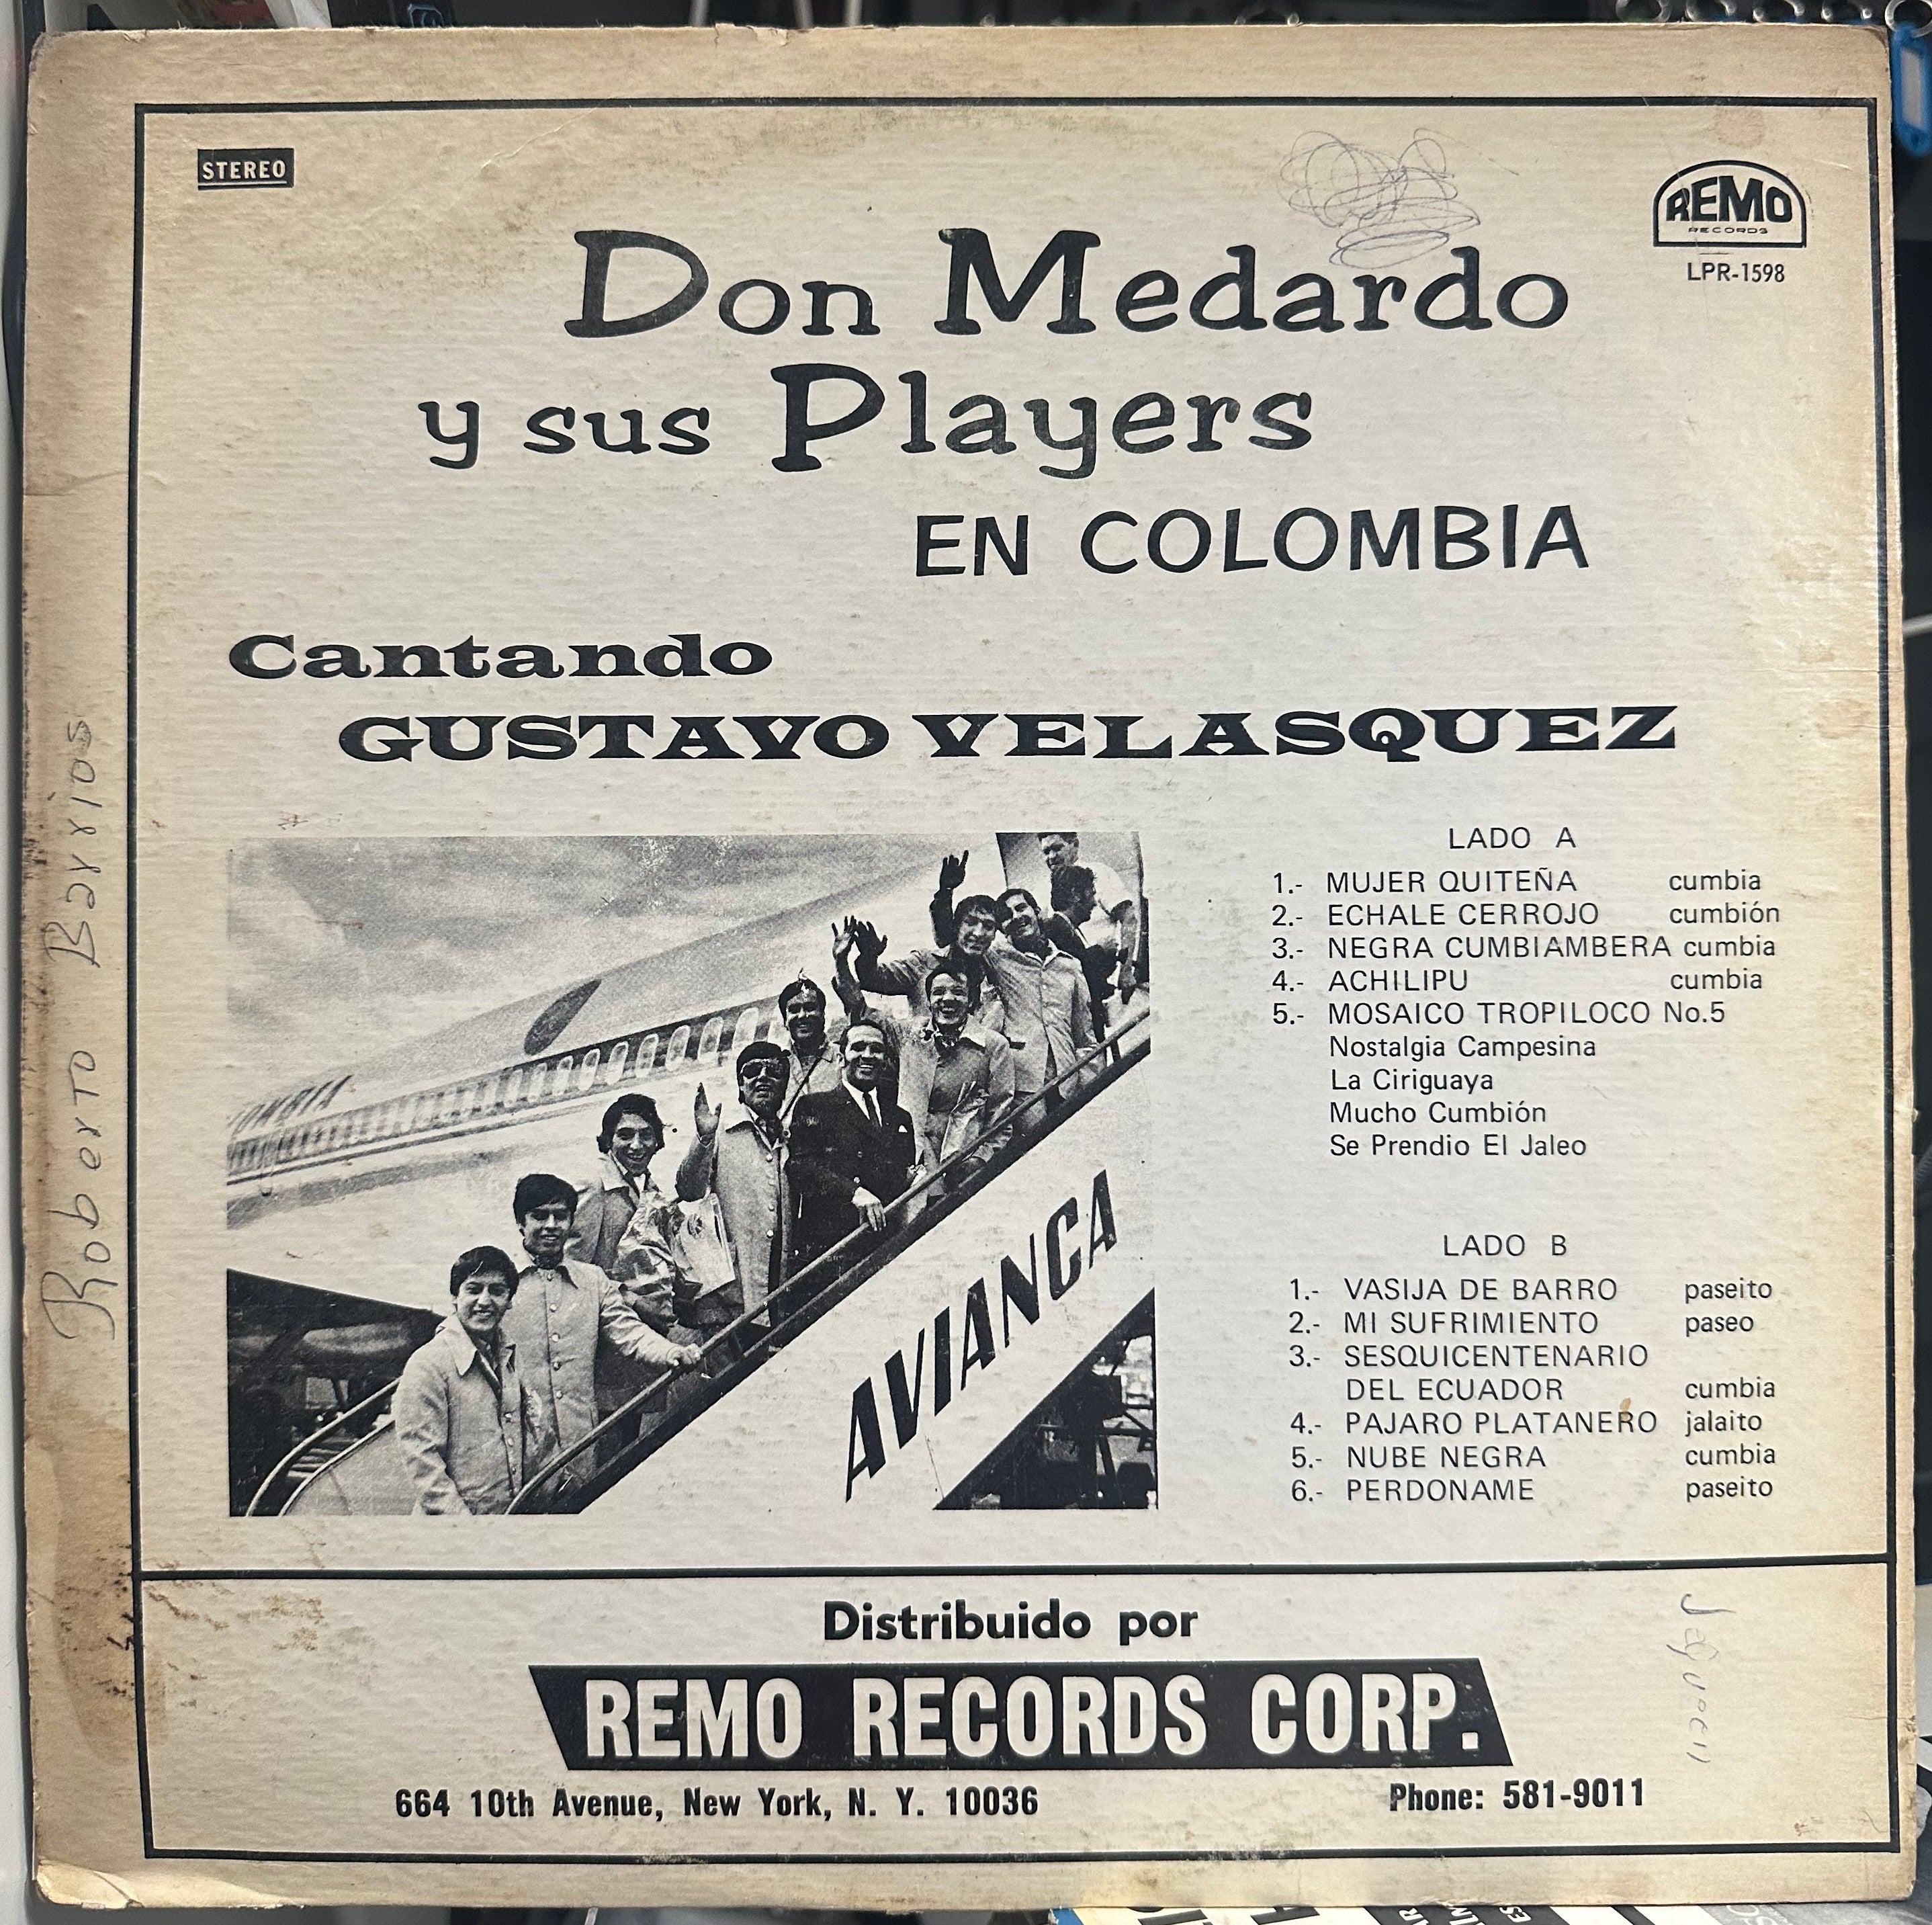 STEREO
REMO
RECORDS
LPR-1598
Don Medardo
y sus Players
EN COLOMBIA
Cantando
GUSTAVO VELASQUEZ
Roberto Barrios
OMBIA
AVIANCA
LADO A
1.- MUJER QUITEÑA cumbia
2.- ECHALE CERROJO cumbión
3.- NEGRA CUMBIAMBERA cumbia
4.- ACHILIPU cumbia
5.- MOSAICO TROPILOCO No.5
Nostalgia Campesina
La Ciriguaya
Mucho Cumbión
Se Prendio El Jaleo
LADO B
1.- VASIJA DE BARRO paseito
2.- MI SUFRIMIENTO paseo
3.- SESQUICENTENARIO
DEL ECUADOR cumbia
4.- PAJARO PLATANERO jalaito
5.- NUBE NEGRA cumbia
6.- PERDONAME paseito
Distribuido por
REMO RECORDS CORP.
664 10th Avenue, New York, N. Y. 10036
Phone: 581-9011